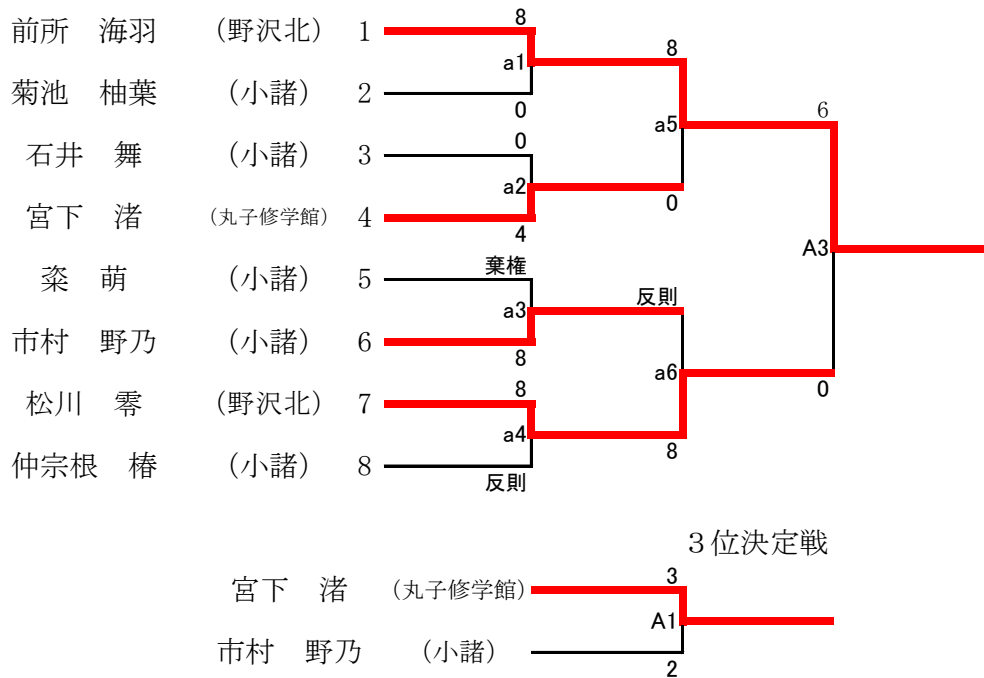 前所 海羽 (野沢北) 1
菊池 柚葉 (小諸) 2
石井 舞 (小諸) 3
宮下 渚 (丸子修学館) 4
萌 (小諸) 5
市村 野乃 (小諸) 6
松川 零 (野沢北) 7
仲宗根 椿 (小諸) 8
8
a1
0
0
a2
4
棄権
a3
8
8
a4
反則
8
a5
0
反則
a6
8
6
A3
0
3位決定戦
宮下 渚 (丸子修学館)
市村 野乃 (小諸)
3
A1
2